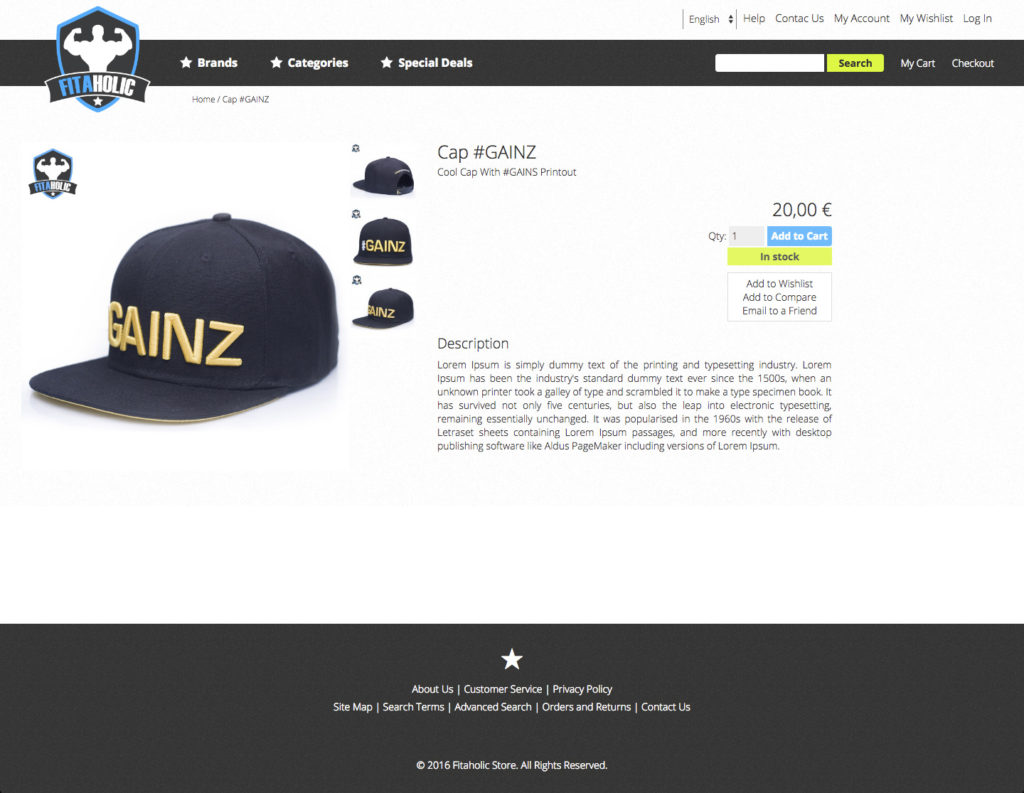 English Help Contac Us My Account My Wishlist Log In
FITAHOLIC
Brands Categories Special Deals Search My Cart Checkout
Home / Cap #GAINZ
FITAHOLIC
GAINZ
#GAINZ
GAINZ
Cap #GAINZ
Cool Cap With #GAINS Printout
20,00 €
Qty: 1 Add to Cart
In stock
Add to Wishlist
Add to Compare
Email to a Friend
Description
Lorem Ipsum is simply dummy text of the printing and typesetting industry. Lorem
Ipsum has been the industry's standard dummy text ever since the 1500s, when an
unknown printer took a galley of type and scrambled it to make a type specimen book. It
has survived not only five centuries, but also the leap into electronic typesetting,
remaining essentially unchanged. It was popularised in the 1960s with the release of
Letraset sheets containing Lorem Ipsum passages, and more recently with desktop
publishing software like Aldus PageMaker including versions of Lorem Ipsum.
About Us | Customer Service | Privacy Policy
Site Map | Search Terms | Advanced Search | Orders and Returns | Contact Us
© 2016 Fitaholic Store. All Rights Reserved.